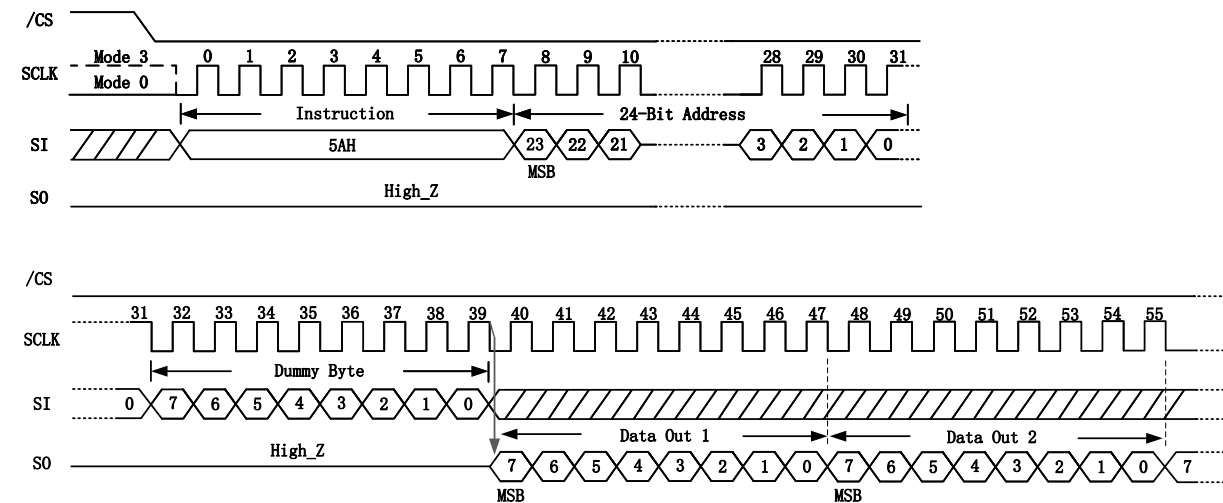 /CS
Mode 3 0 1 2 3 4 5 6 7 8 9 10 28 29 30 31
SCLK
Mode 0
Instruction 24-Bit Address
SI 5AH 23 22 21 3 2 1 0
MSB
High_Z
SO
/CS
31 32 33 34 35 36 37 38 39 40 41 42 43 44 45 46 47 48 49 50 51 52 53 54 55
SCLK
Dummy Byte
SI 0 7 6 5 4 3 2 1 0
Data Out 1 Data Out 2
High_Z
SO 7 6 5 4 3 2 1 0 7 6 5 4 3 2 1 0 7
MSB MSB